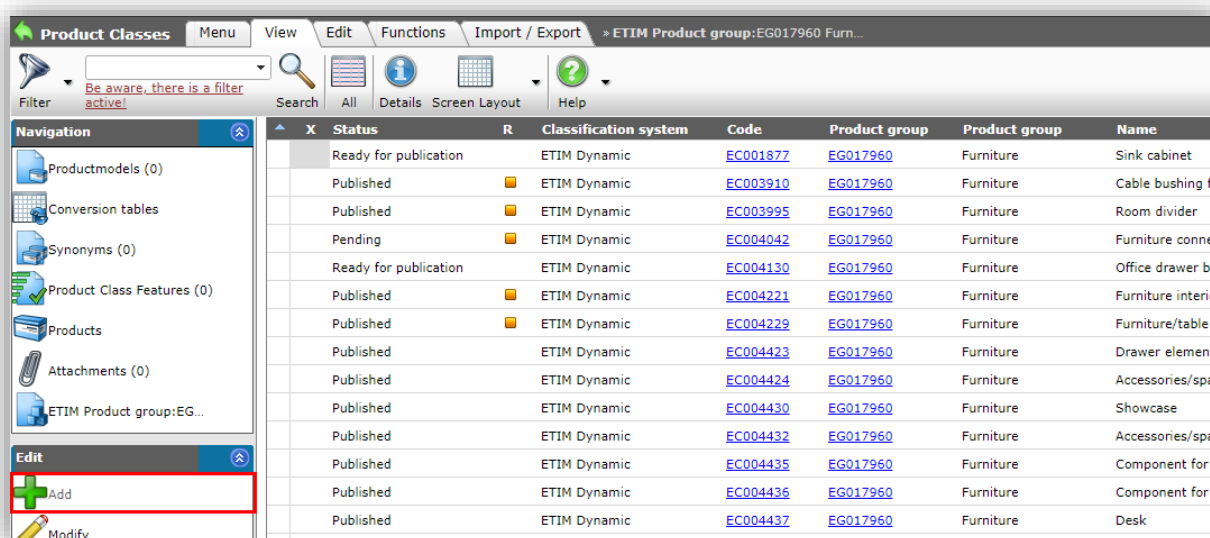 Product Classes Menu View Edit Functions Import / Export » ETIM Product group:EG017960 Furn...
Be aware, there is a filter
active!
Filter Search All Details Screen Layout Help
Navigation
Productmodels (0)
Conversion tables
Synonyms (0)
Product Class Features (0)
Products
Attachments (0)
ETIM Product group:EG...
Edit
Add
Modify
X Status R Classification system Code Product group Product group Name
Ready for publication ETIM Dynamic EC001877 EG017960 Furniture Sink cabinet
Published ETIM Dynamic EC003910 EG017960 Furniture Cable bushing f
Published ETIM Dynamic EC003995 EG017960 Furniture Room divider
Pending ETIM Dynamic EC004042 EG017960 Furniture Furniture conne
Ready for publication ETIM Dynamic EC004130 EG017960 Furniture Office drawer b
Published ETIM Dynamic EC004221 EG017960 Furniture Furniture interi
Published ETIM Dynamic EC004229 EG017960 Furniture Furniture/table
Published ETIM Dynamic EC004423 EG017960 Furniture Drawer elemen
Published ETIM Dynamic EC004424 EG017960 Furniture Accessories/spa
Published ETIM Dynamic EC004430 EG017960 Furniture Showcase
Published ETIM Dynamic EC004432 EG017960 Furniture Accessories/spa
Published ETIM Dynamic EC004435 EG017960 Furniture Component for
Published ETIM Dynamic EC004436 EG017960 Furniture Component for
Published ETIM Dynamic EC004437 EG017960 Furniture Desk